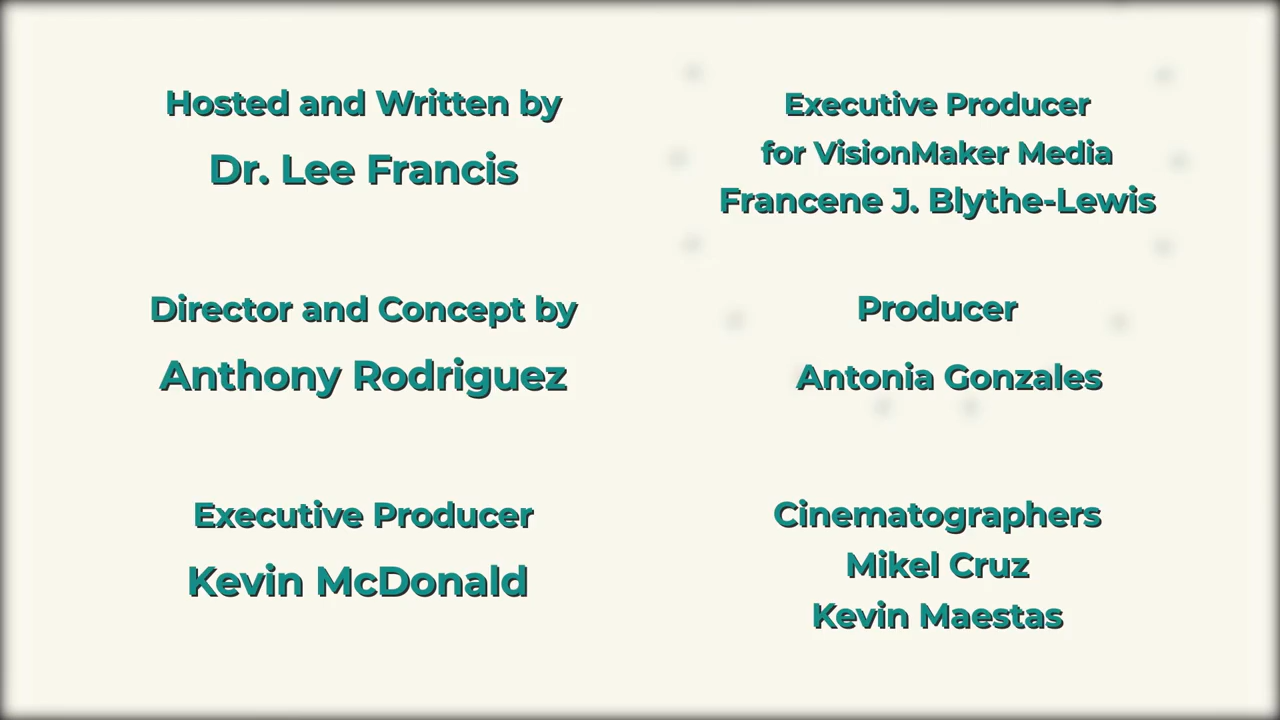 Hosted and Written by
Dr. Lee Francis
Director and Concept by
Anthony Rodriguez
Executive Producer
Kevin McDonald
Executive Producer
for VisionMaker Media
Francene J. Blythe-Lewis
Producer
Antonia Gonzales
Cinematographers
Mikel Cruz
Kevin Maestas